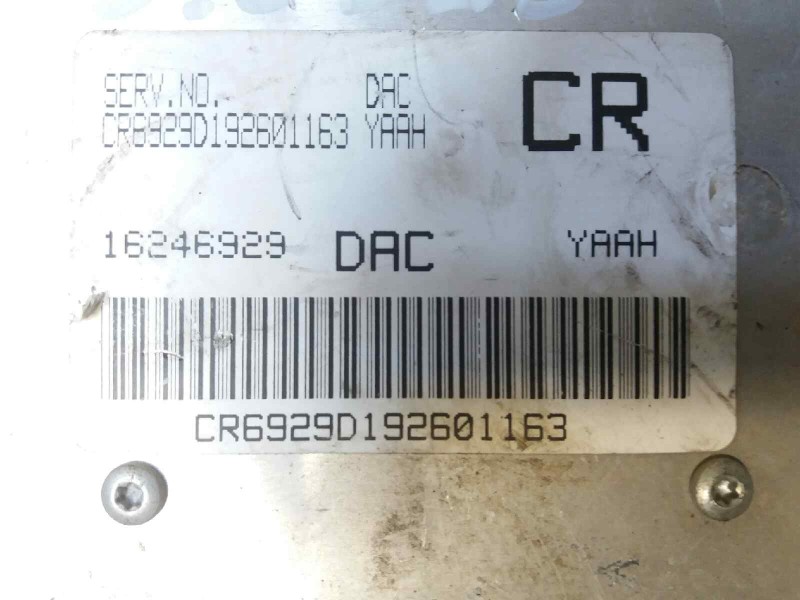 SERV.NO. DAC CR
CR6929D192601163 YAAH
16246929 DAC YAAH
CR6929D192601163